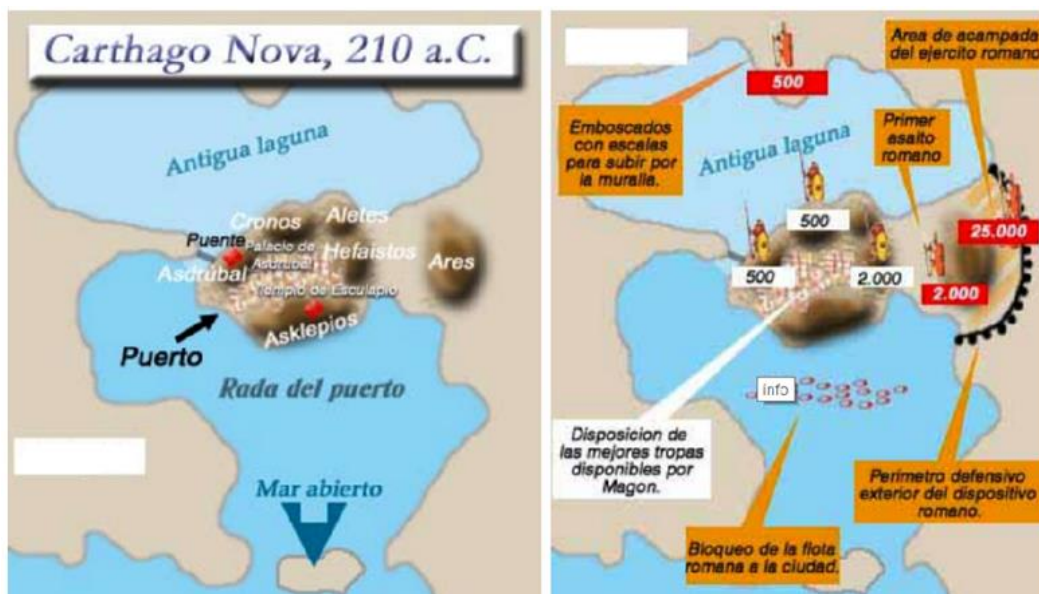 Carthago Nova, 210 a.C.
Antigua laguna
Cronos
Aletes
Puente
Palacio de
Asdrúbal
Hefaistos
Asdrúbal
Ares
Templo de Esculapio
Asklepios
Puerto
Rada del puerto
Mar abierto
500
Area de acampada
del ejercito romano
Emboscados
con escalas
para subir por
la muralla.
Antigua laguna
Primer
asalto
romano
500
25.000
500
2.000
2.000
info
Disposicion de
las mejores tropas
disponibles por
Magon.
Perímetro defensivo
exterior del dispositivo
romano.
Bloqueo de la flota
romana a la ciudad.